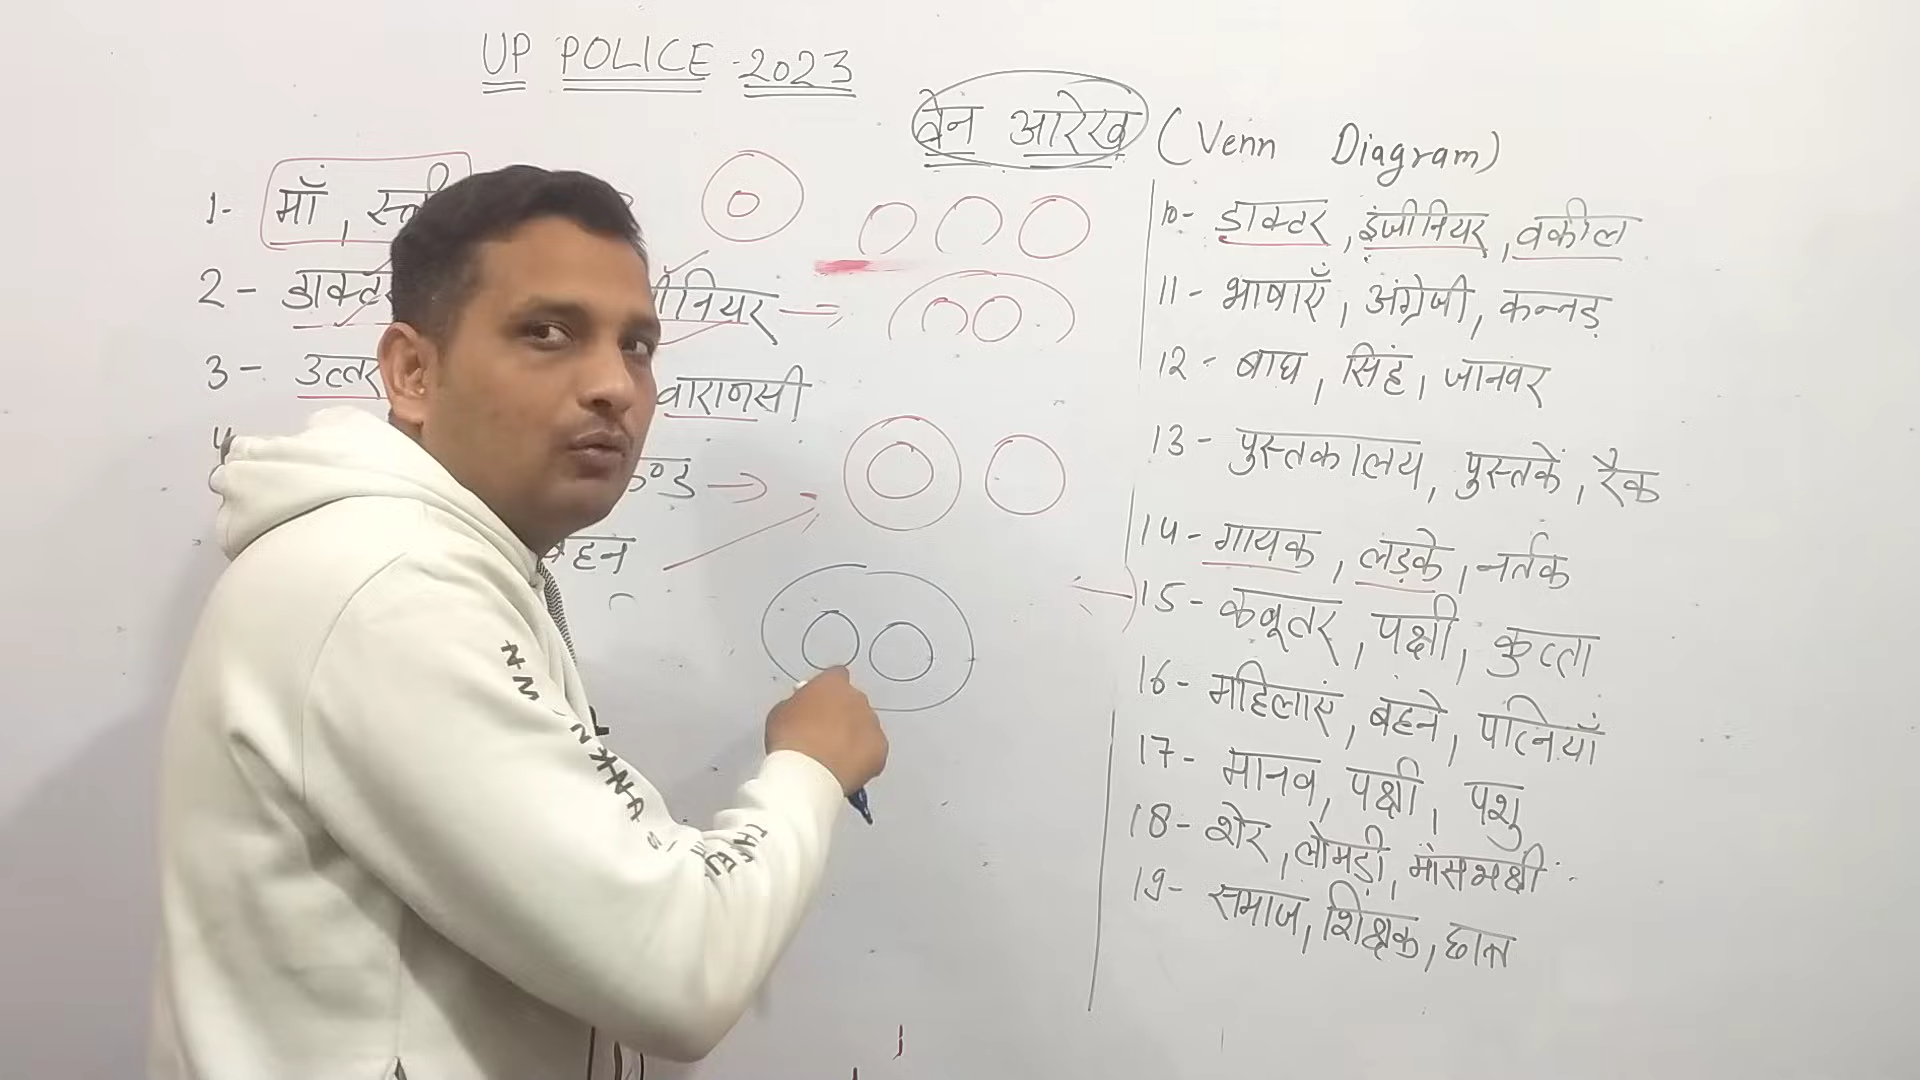 UP POLICE-2023
वेन आरेख (Venn Diagram)
1- माँ, स्त्री
2- डाक्टर ीनियर
3- उत्तर वाराणसी
4
बहन
10- डाक्टर, इंजीनियर, वकील
11- भाषाएँ, अंग्रेजी, कन्नड़
12- बाघ, सिंह, जानवर
13- पुस्तकालय, पुस्तकें, रैक
14- गायक, लड़के, नर्तक
15- कबूतर, पक्षी, कुत्ता
16- महिलाएं, बहने, पत्नियाँ
17- मानव, पक्षी, पशु
18- शेर, लोमड़ी, मांसभक्षी
19- समाज, शिक्षक, छात्र